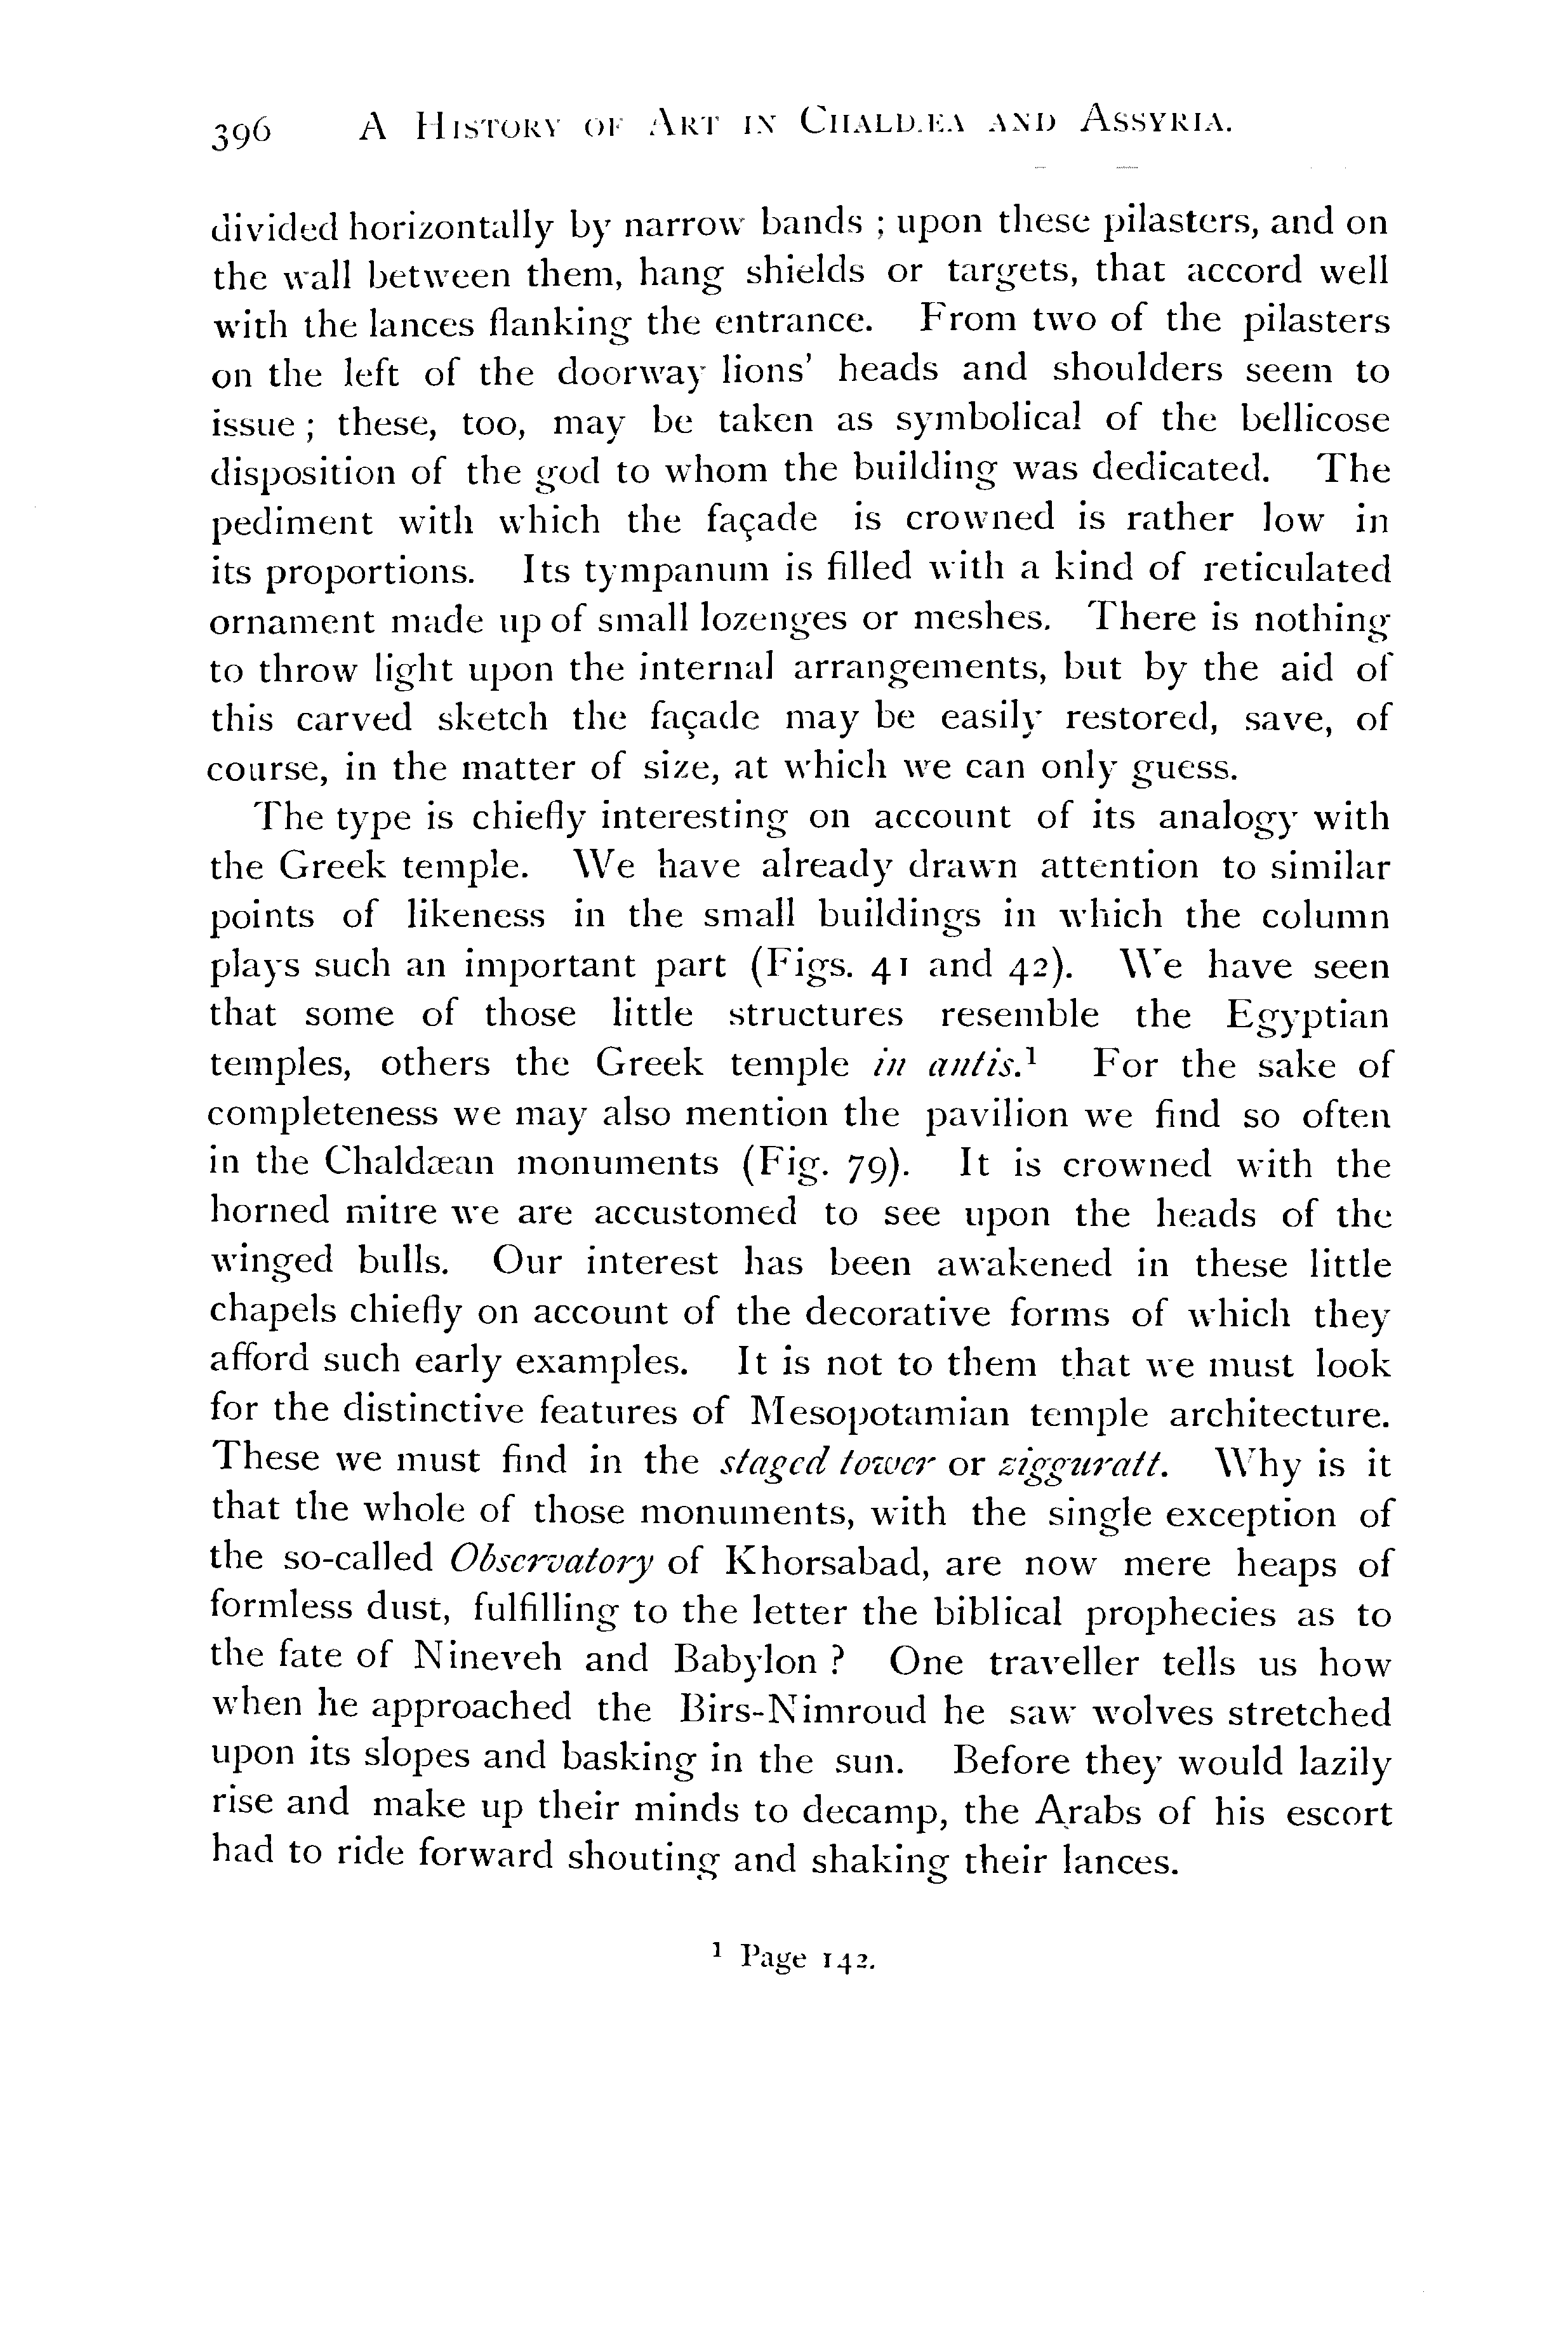 396 A HISTORY OF ART IN CHALDÆA AND ASSYRIA.
divided horizontally by narrow bands ; upon these pilasters, and on
the wall between them, hang shields or targets, that accord well
with the lances flanking the entrance. From two of the pilasters
on the left of the doorway lions' heads and shoulders seem to
issue ; these, too, may be taken as symbolical of the bellicose
disposition of the god to whom the building was dedicated. The
pediment with which the façade is crowned is rather low in
its proportions. Its tympanum is filled with a kind of reticulated
ornament made up of small lozenges or meshes. There is nothing
to throw light upon the internal arrangements, but by the aid of
this carved sketch the façade may be easily restored, save, of
course, in the matter of size, at which we can only guess.
The type is chiefly interesting on account of its analogy with
the Greek temple. We have already drawn attention to similar
points of likeness in the small buildings in which the column
plays such an important part (Figs. 41 and 42). We have seen
that some of those little structures resemble the Egyptian
temples, others the Greek temple in antis.¹ For the sake of
completeness we may also mention the pavilion we find so often
in the Chaldæan monuments (Fig. 79). It is crowned with the
horned mitre we are accustomed to see upon the heads of the
winged bulls. Our interest has been awakened in these little
chapels chiefly on account of the decorative forms of which they
afford such early examples. It is not to them that we must look
for the distinctive features of Mesopotamian temple architecture.
These we must find in the staged tower or zigguratt. Why is it
that the whole of those monuments, with the single exception of
the so-called Observatory of Khorsabad, are now mere heaps of
formless dust, fulfilling to the letter the biblical prophecies as to
the fate of Nineveh and Babylon ? One traveller tells us how
when he approached the Birs-Nimroud he saw wolves stretched
upon its slopes and basking in the sun. Before they would lazily
rise and make up their minds to decamp, the Arabs of his escort
had to ride forward shouting and shaking their lances.
¹ Page 142.